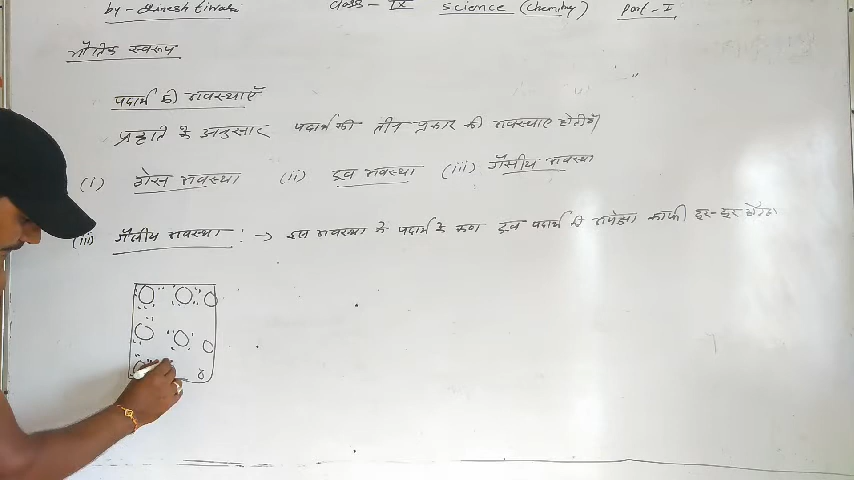 by - Dinesh Class - IX Science (Chemistry) Part - I
भौतिक स्वरूप
पदार्थ की अवस्थाएँ
प्रकृति के अनुसार पदार्थ की तीन प्रकार की अवस्थाए होती है
(i) ठोस अवस्था (ii) द्रव अवस्था (iii) गैसीय अवस्था
(iii) गैसीय अवस्था :→ इस अवस्था के पदार्थ के कण द्रव पदार्थ की अपेक्षा काफी दूर-दूर